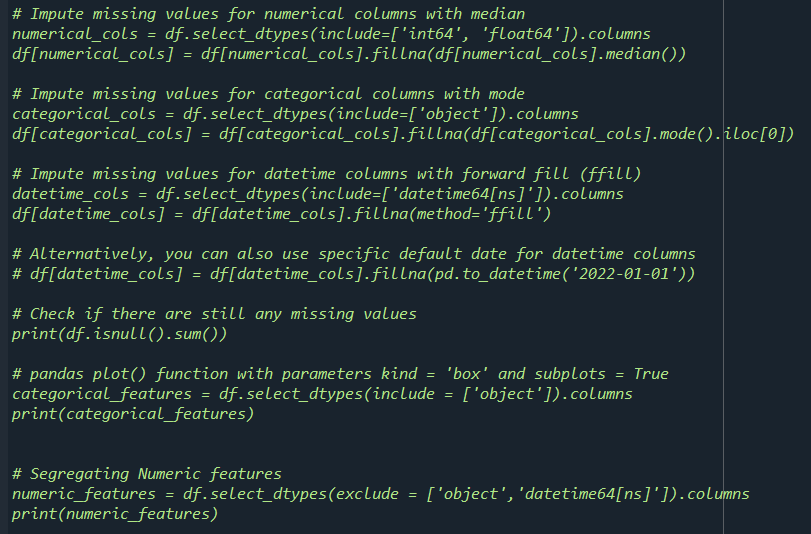 # Impute missing values for numerical columns with median
numerical_cols = df.select_dtypes(include=['int64', 'float64']).columns
df[numerical_cols] = df[numerical_cols].fillna(df[numerical_cols].median())
# Impute missing values for categorical columns with mode
categorical_cols = df.select_dtypes(include=['object']).columns
df[categorical_cols] = df[categorical_cols].fillna(df[categorical_cols].mode().iloc[0])
# Impute missing values for datetime columns with forward fill (ffill)
datetime_cols = df.select_dtypes(include=['datetime64[ns]']).columns
df[datetime_cols] = df[datetime_cols].fillna(method='ffill')
# Alternatively, you can also use specific default date for datetime columns
# df[datetime_cols] = df[datetime_cols].fillna(pd.to_datetime('2022-01-01'))
# Check if there are still any missing values
print(df.isnull().sum())
# pandas plot() function with parameters kind = 'box' and subplots = True
categorical_features = df.select_dtypes(include = ['object']).columns
print(categorical_features)
# Segregating Numeric features
numeric_features = df.select_dtypes(exclude = ['object','datetime64[ns]']).columns
print(numeric_features)